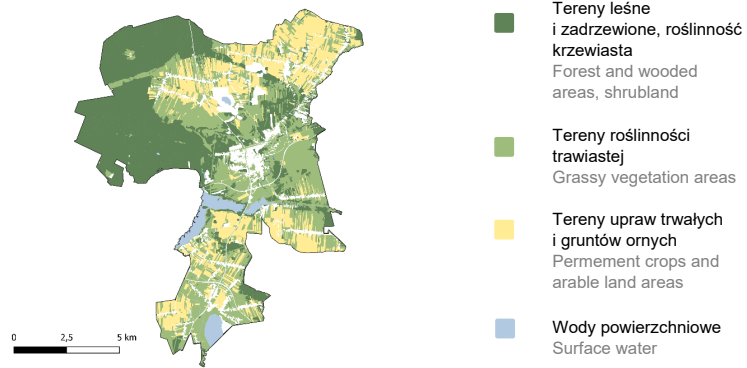 Tereny leśne
i zadrzewione, roślinność
krzewiasta
Forest and wooded
areas, shrubland
Tereny roślinności
trawiastej
Grassy vegetation areas
Tereny upraw trwałych
i gruntów ornych
Permement crops and
arable land areas
Wody powierzchniowe
Surface water
0 2,5 5 km